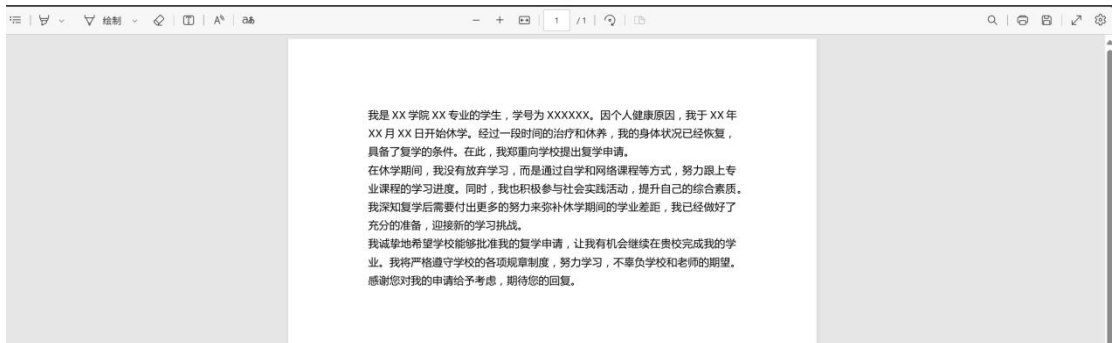 绘制 A aあ 1 /1
我是 XX 学院 XX 专业的学生，学号为 XXXXXX。因个人健康原因，我于 XX 年
XX 月 XX 日开始休学。经过一段时间的治疗和休养，我的身体状况已经恢复，
具备了复学的条件。在此，我郑重向学校提出复学申请。
在休学期间，我没有放弃学习，而是通过自学和网络课程等方式，努力跟上专
业课程的学习进度。同时，我也积极参与社会实践活动，提升自己的综合素质。
我深知复学后需要付出更多的努力来弥补休学期间的学业差距，我已经做好了
充分的准备，迎接新的学习挑战。
我诚挚地希望学校能够批准我的复学申请，让我有机会继续在贵校完成我的学
业。我将严格遵守学校的各项规章制度，努力学习，不辜负学校和老师的期望。
感谢您对我的申请给予考虑，期待您的回复。